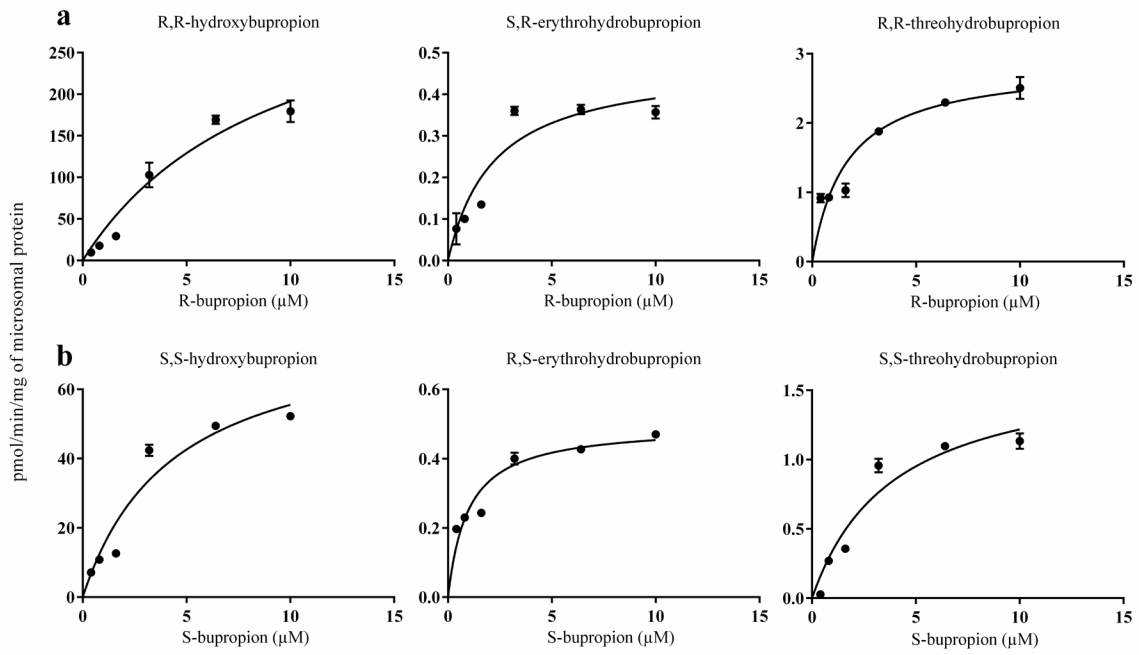 a
R,R-hydroxybupropion
S,R-erythrohydrobupropion
R,R-threohydrobupropion
250
200
150
100
50
0
0 5 10 15
R-bupropion (µM)
0.5
0.4
0.3
0.2
0.1
0.0
0 5 10 15
R-bupropion (µM)
3
2
1
0
0 5 10 15
R-bupropion (µM)
pmol/min/mg of microsomal protein
b
S,S-hydroxybupropion
R,S-erythrohydrobupropion
S,S-threohydrobupropion
60
40
20
0
0 5 10 15
S-bupropion (µM)
0.6
0.4
0.2
0.0
0 5 10 15
S-bupropion (µM)
1.5
1.0
0.5
0.0
0 5 10 15
S-bupropion (µM)